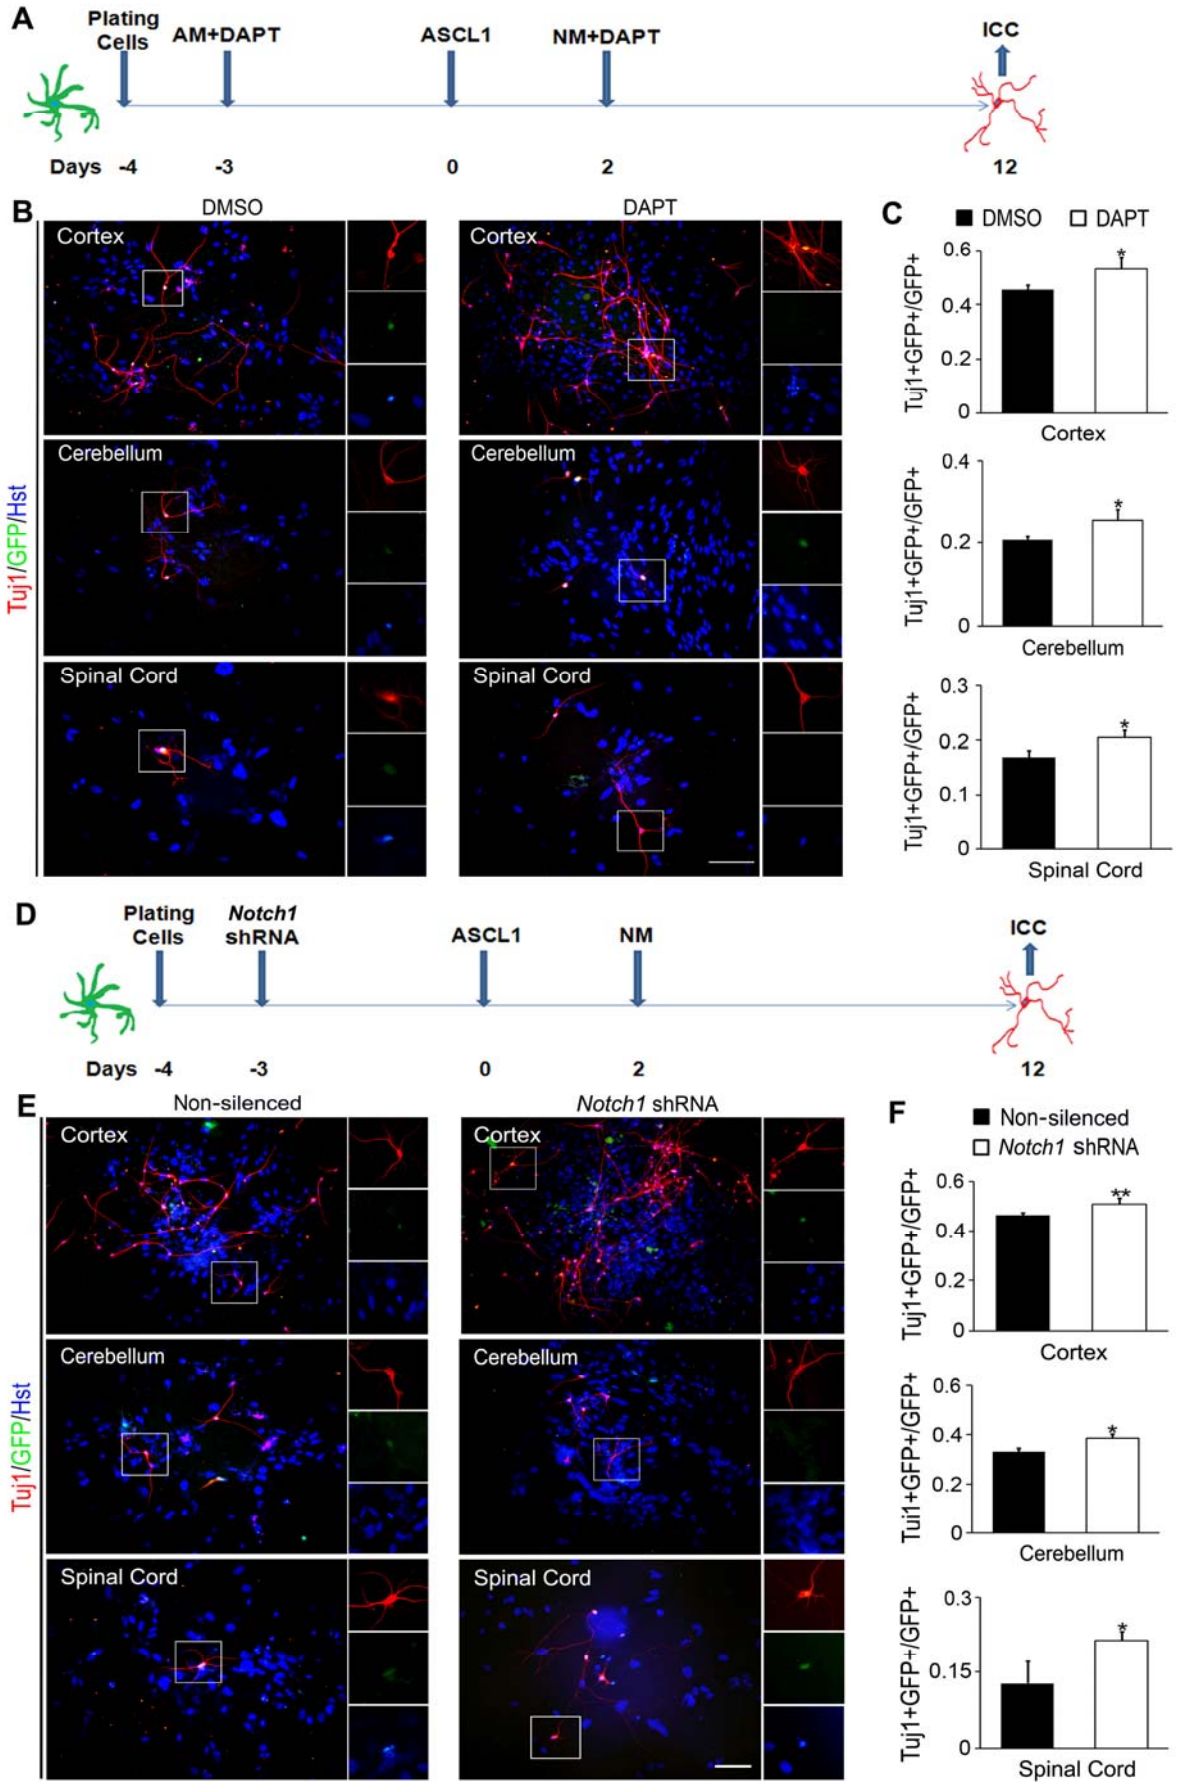 A
Plating
Cells
AM+DAPT
ASCL1
NM+DAPT
ICC
Days -4 -3 0 2 12
B
DMSO
DAPT
Tuj1/GFP/Hst
Cortex
Cortex
Cerebellum
Cerebellum
Spinal Cord
Spinal Cord
C
DMSO DAPT
Tuj1+GFP+/GFP+
0.6
0.4
0.2
0
*
Cortex
Tuj1+GFP+/GFP+
0.4
0.2
0
*
Cerebellum
Tuj1+GFP+/GFP+
0.3
0.2
0.1
0
*
Spinal Cord
D
Plating
Cells
Notch1
shRNA
ASCL1
NM
ICC
Days -4 -3 0 2 12
E
Non-silenced
Notch1 shRNA
Tuj1/GFP/Hst
Cortex
Cortex
Cerebellum
Cerebellum
Spinal Cord
Spinal Cord
F
Non-silenced
Notch1 shRNA
Tuj1+GFP+/GFP+
0.6
0.4
0.2
0
**
Cortex
Tui1+GFP+/GFP+
0.6
0.4
0.2
0
*
Cerebellum
Tuj1+GFP+/GFP+
0.3
0.15
0
*
Spinal Cord